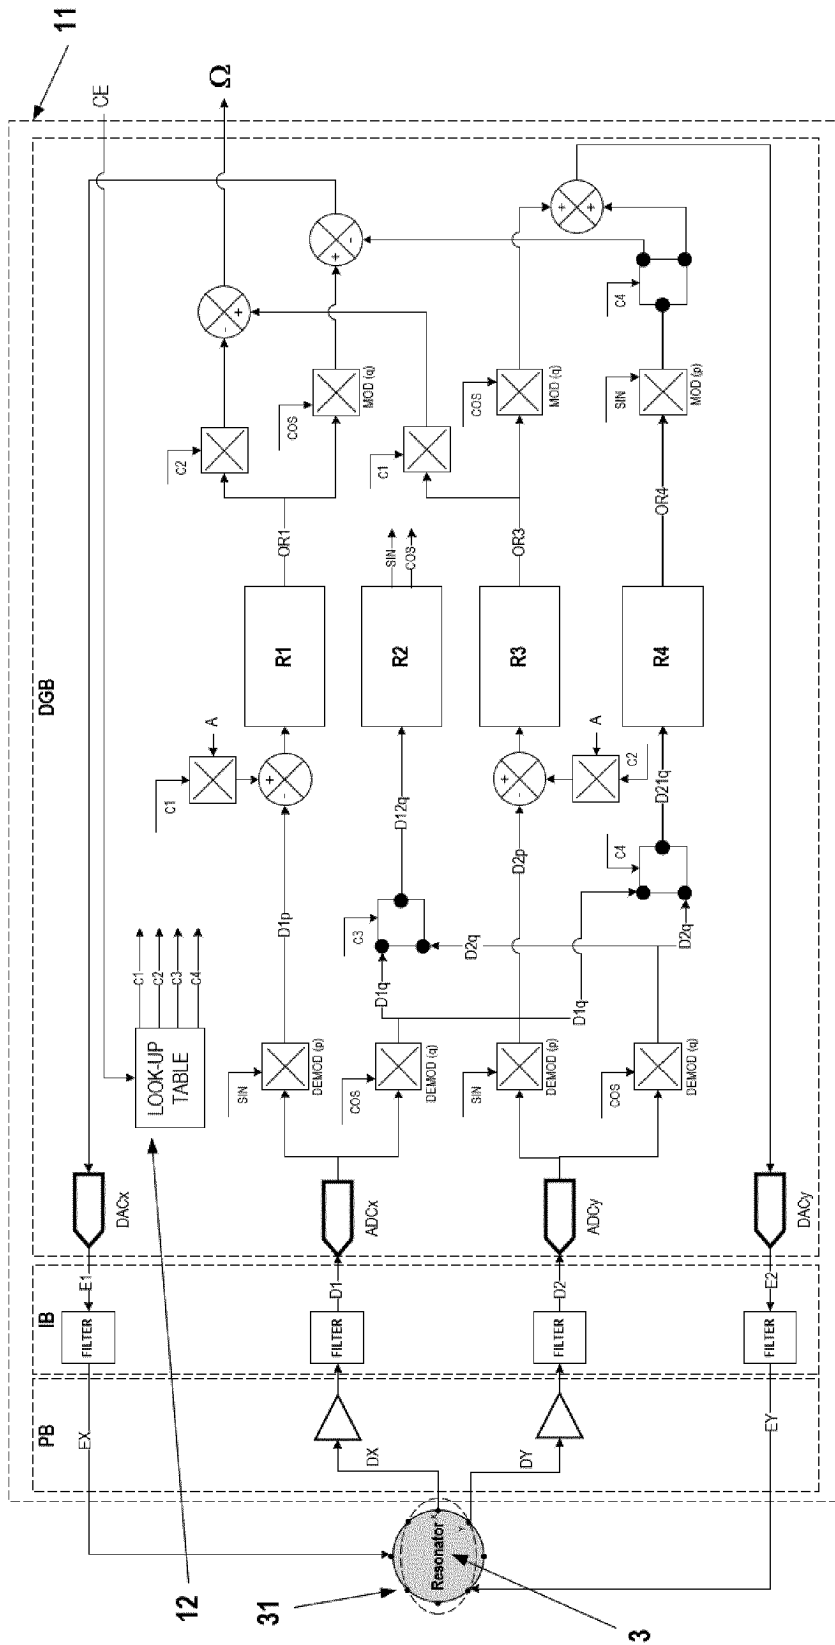 11
CE
Ω
DGB
C2
COS
MOD (q)
C1
COS
MOD (q)
C4
SIN
MOD (p)
OR1
SIN
COS
OR3
OR4
R1
R2
R3
R4
C1
A
A
C2
D1p
D12q
D2p
D21q
C3
C4
D1q
D2q
D1q
D2q
LOOK-UP
TABLE
C1
C2
C3
C4
SIN
DEMOD (p)
COS
DEMOD (q)
SIN
DEMOD (p)
COS
DEMOD (q)
DACx
ADCx
ADCy
DACy
IB
E1
D1
D2
E2
FILTER
FILTER
FILTER
FILTER
PB
EX
DX
DY
EY
Resonator
X
Y
12
31
3
+
-
+
-
-
+
+
-
+
+